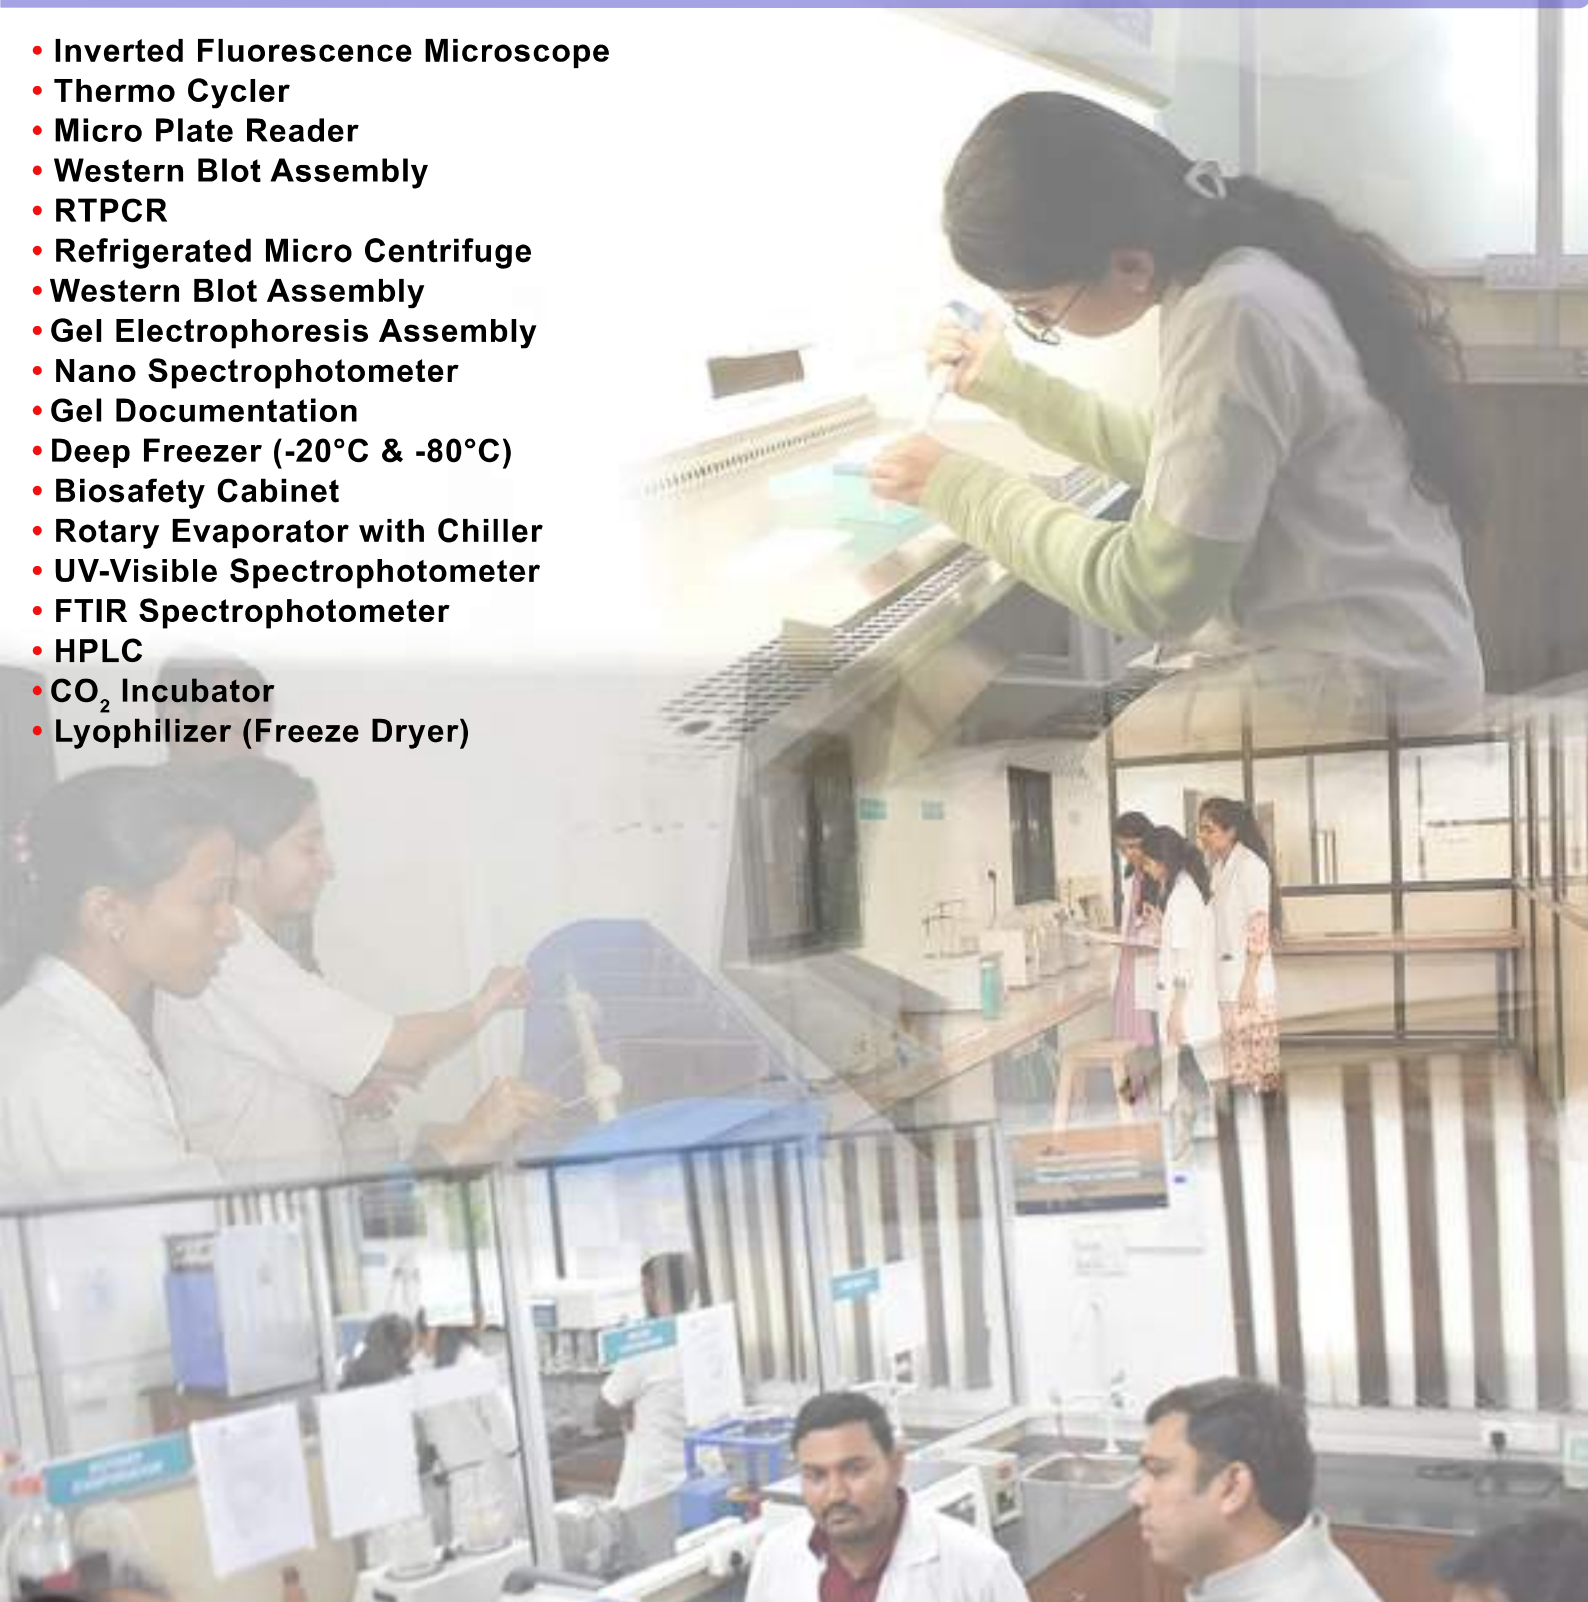 • Inverted Fluorescence Microscope
• Thermo Cycler
• Micro Plate Reader
• Western Blot Assembly
• RTPCR
• Refrigerated Micro Centrifuge
• Western Blot Assembly
• Gel Electrophoresis Assembly
• Nano Spectrophotometer
• Gel Documentation
• Deep Freezer (-20°C & -80°C)
• Biosafety Cabinet
• Rotary Evaporator with Chiller
• UV-Visible Spectrophotometer
• FTIR Spectrophotometer
• HPLC
• CO₂ Incubator
• Lyophilizer (Freeze Dryer)